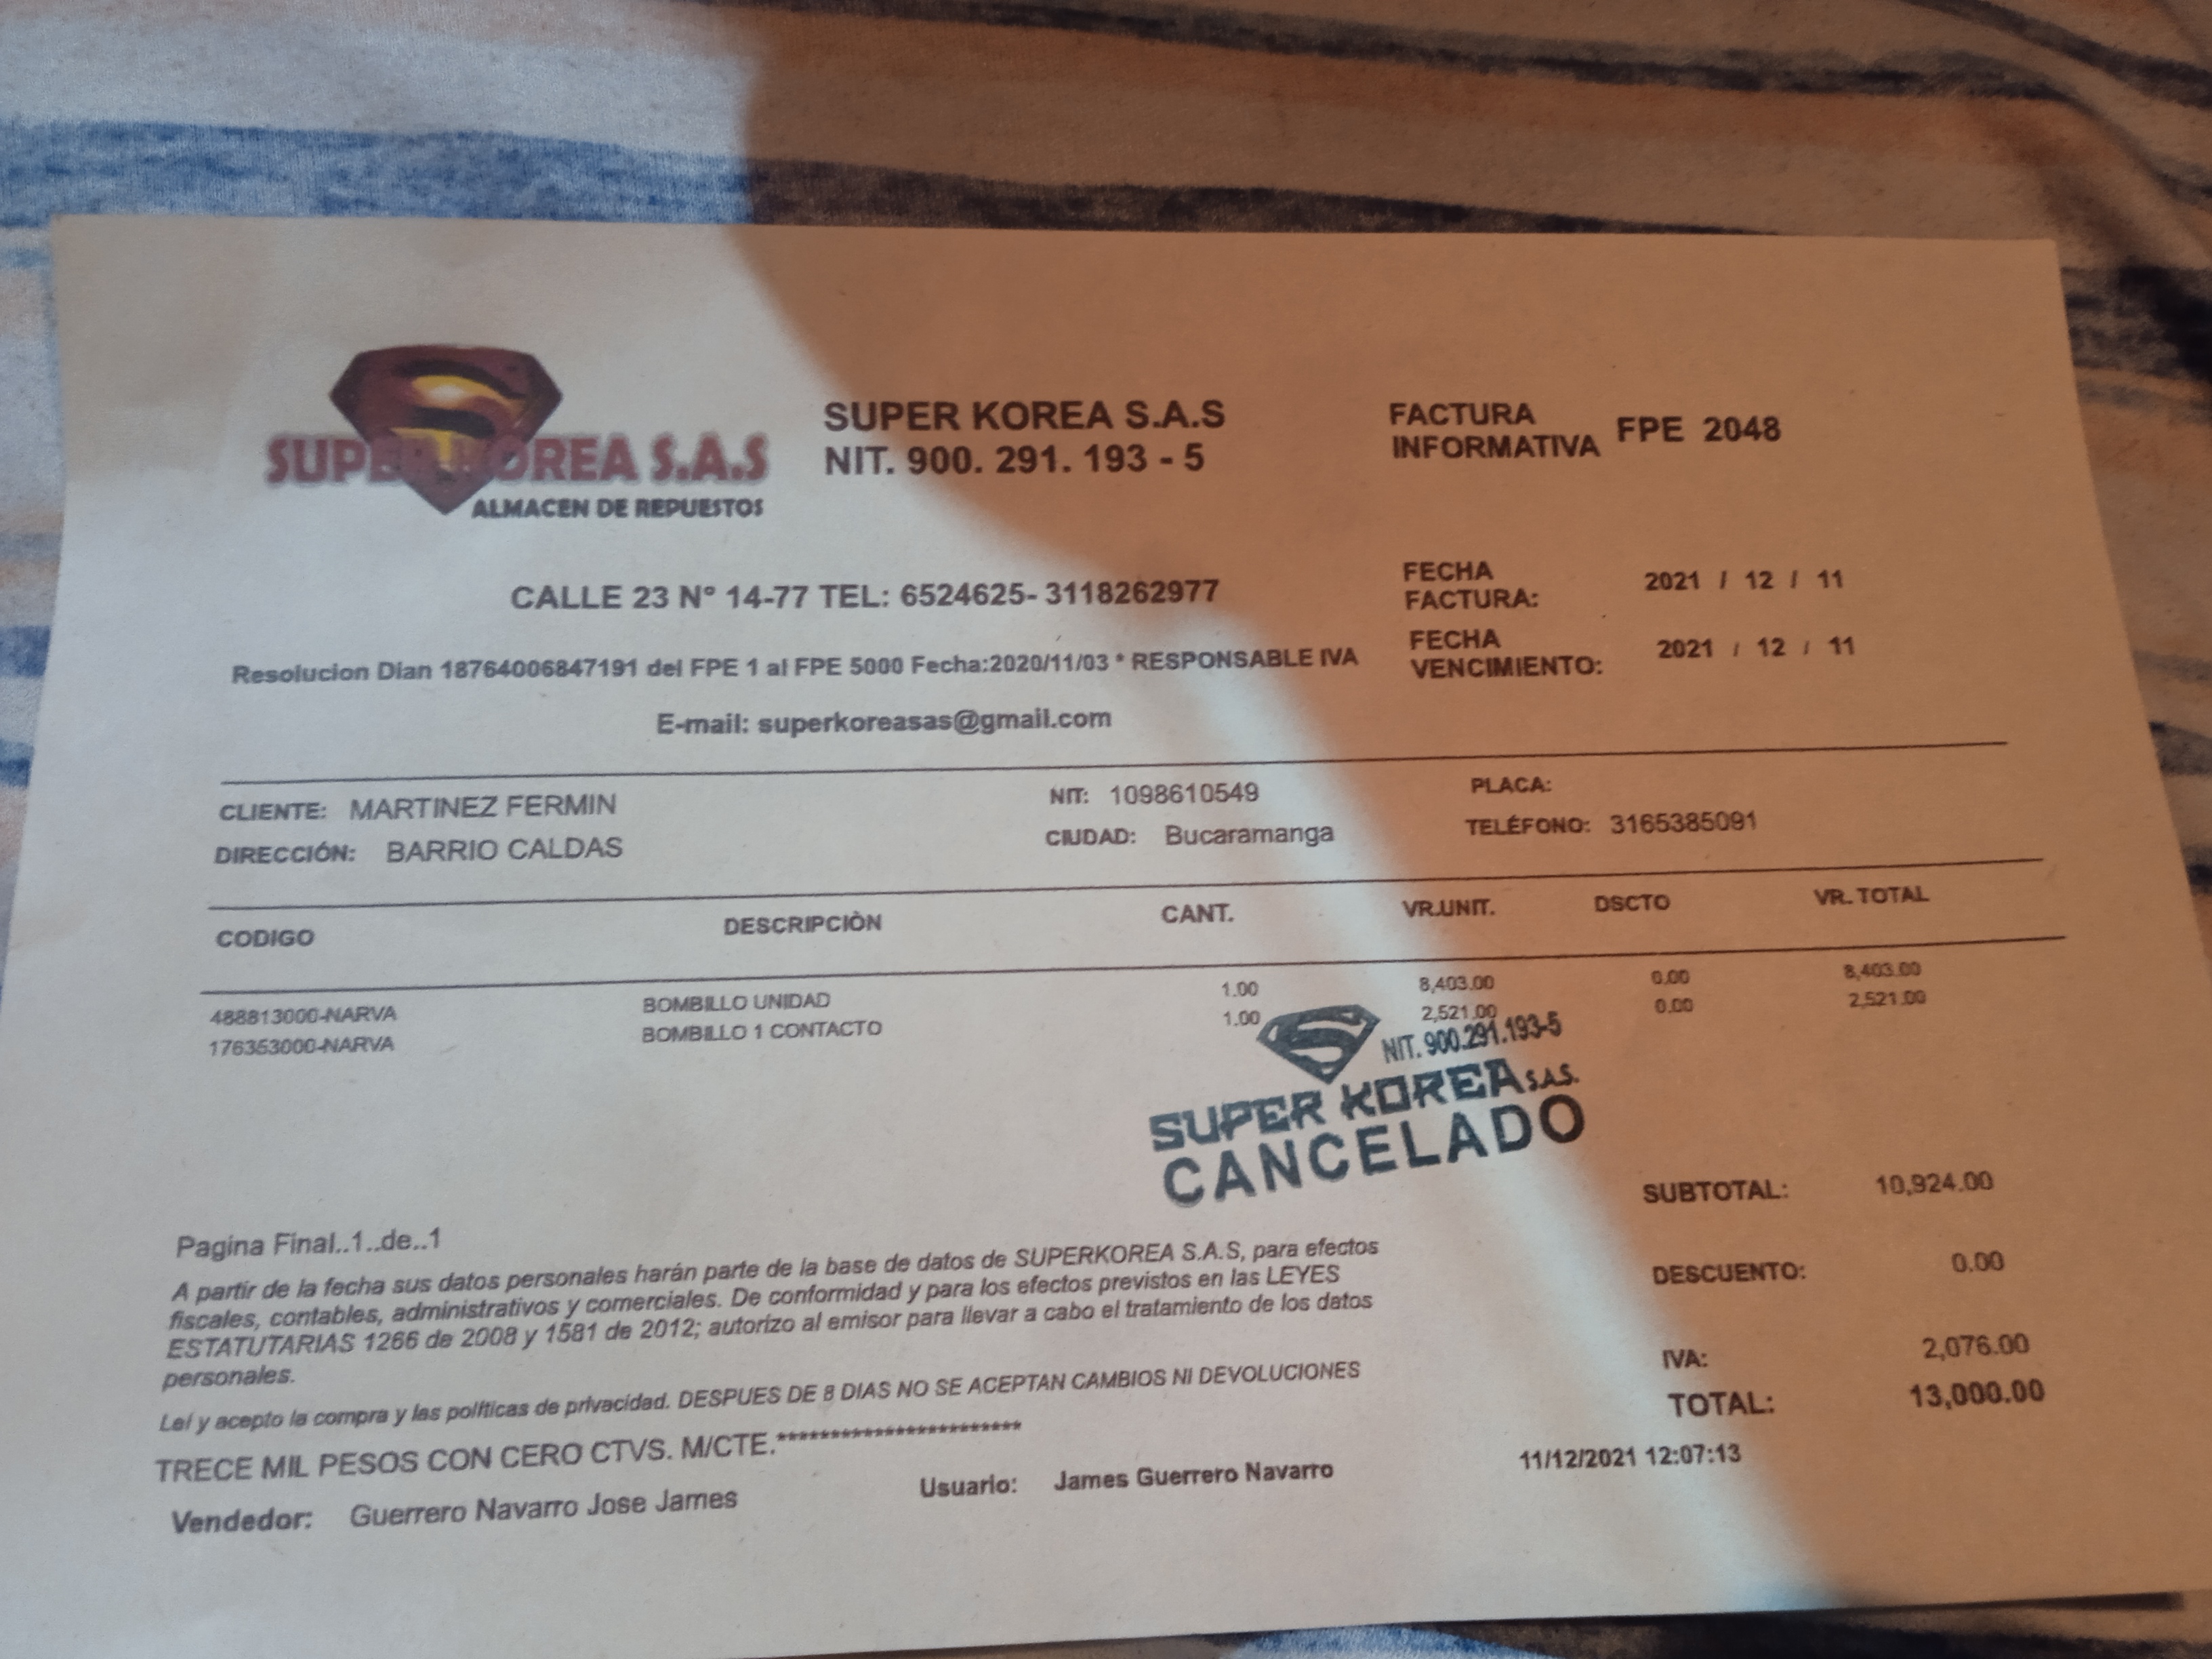 SUPER KOREA S.A.S
ALMACEN DE REPUESTOS
SUPER KOREA S.A.S
NIT. 900. 291. 193 - 5
FACTURA
INFORMATIVA FPE 2048
CALLE 23 N° 14-77 TEL: 6524625- 3118262977
FECHA
FACTURA: 2021 / 12 / 11
FECHA
VENCIMIENTO: 2021 / 12 / 11
Resolucion Dian 18764006847191 del FPE 1 al FPE 5000 Fecha:2020/11/03 * RESPONSABLE IVA
E-mail: superkoreasas@gmail.com
CLIENTE: MARTINEZ FERMIN NIT: 1098610549 PLACA:
DIRECCIÓN: BARRIO CALDAS CIUDAD: Bucaramanga TELÉFONO: 3165385091
CODIGO DESCRIPCIÒN CANT. VR.UNIT. DSCTO VR. TOTAL
488813000-NARVA BOMBILLO UNIDAD 1.00 8,403.00 0.00 8,403.00
176353000-NARVA BOMBILLO 1 CONTACTO 1.00 2,521.00 0.00 2,521.00
NIT. 900.291.193-5
SUPER KOREA S.A.S.
CANCELADO
SUBTOTAL: 10,924.00
DESCUENTO: 0.00
IVA: 2,076.00
TOTAL: 13,000.00
Pagina Final..1..de..1
A partir de la fecha sus datos personales harán parte de la base de datos de SUPERKOREA S.A.S, para efectos
fiscales, contables, administrativos y comerciales. De conformidad y para los efectos previstos en las LEYES
ESTATUTARIAS 1266 de 2008 y 1581 de 2012; autorizo al emisor para llevar a cabo el tratamiento de los datos
personales.
Leí y acepto la compra y las políticas de privacidad. DESPUES DE 8 DIAS NO SE ACEPTAN CAMBIOS NI DEVOLUCIONES
TRECE MIL PESOS CON CERO CTVS. M/CTE.************************
Vendedor: Guerrero Navarro Jose James Usuario: James Guerrero Navarro 11/12/2021 12:07:13